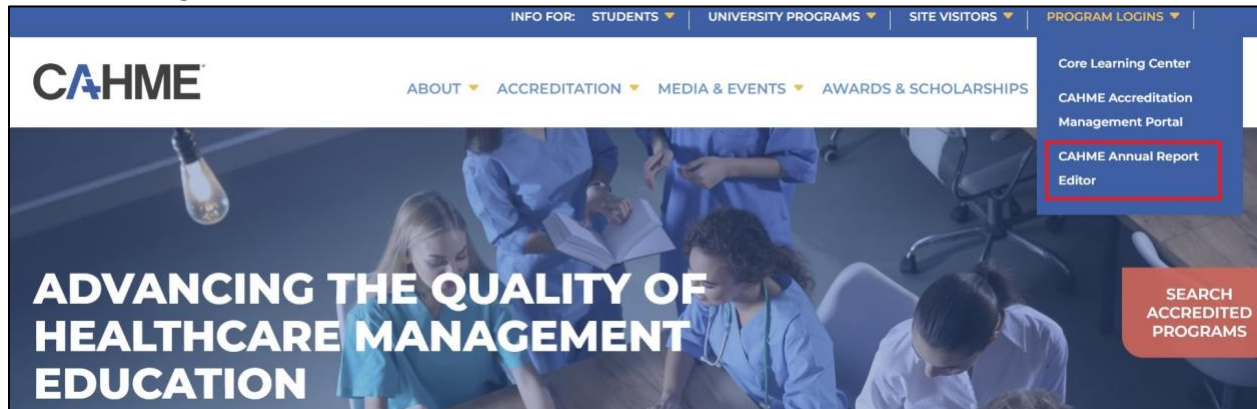 INFO FOR: STUDENTS UNIVERSITY PROGRAMS SITE VISITORS PROGRAM LOGINS
CAHME
ABOUT ACCREDITATION MEDIA & EVENTS AWARDS & SCHOLARSHIPS
Core Learning Center
CAHME Accreditation
Management Portal
CAHME Annual Report
Editor
ADVANCING THE QUALITY OF
HEALTHCARE MANAGEMENT
EDUCATION
SEARCH
ACCREDITED
PROGRAMS